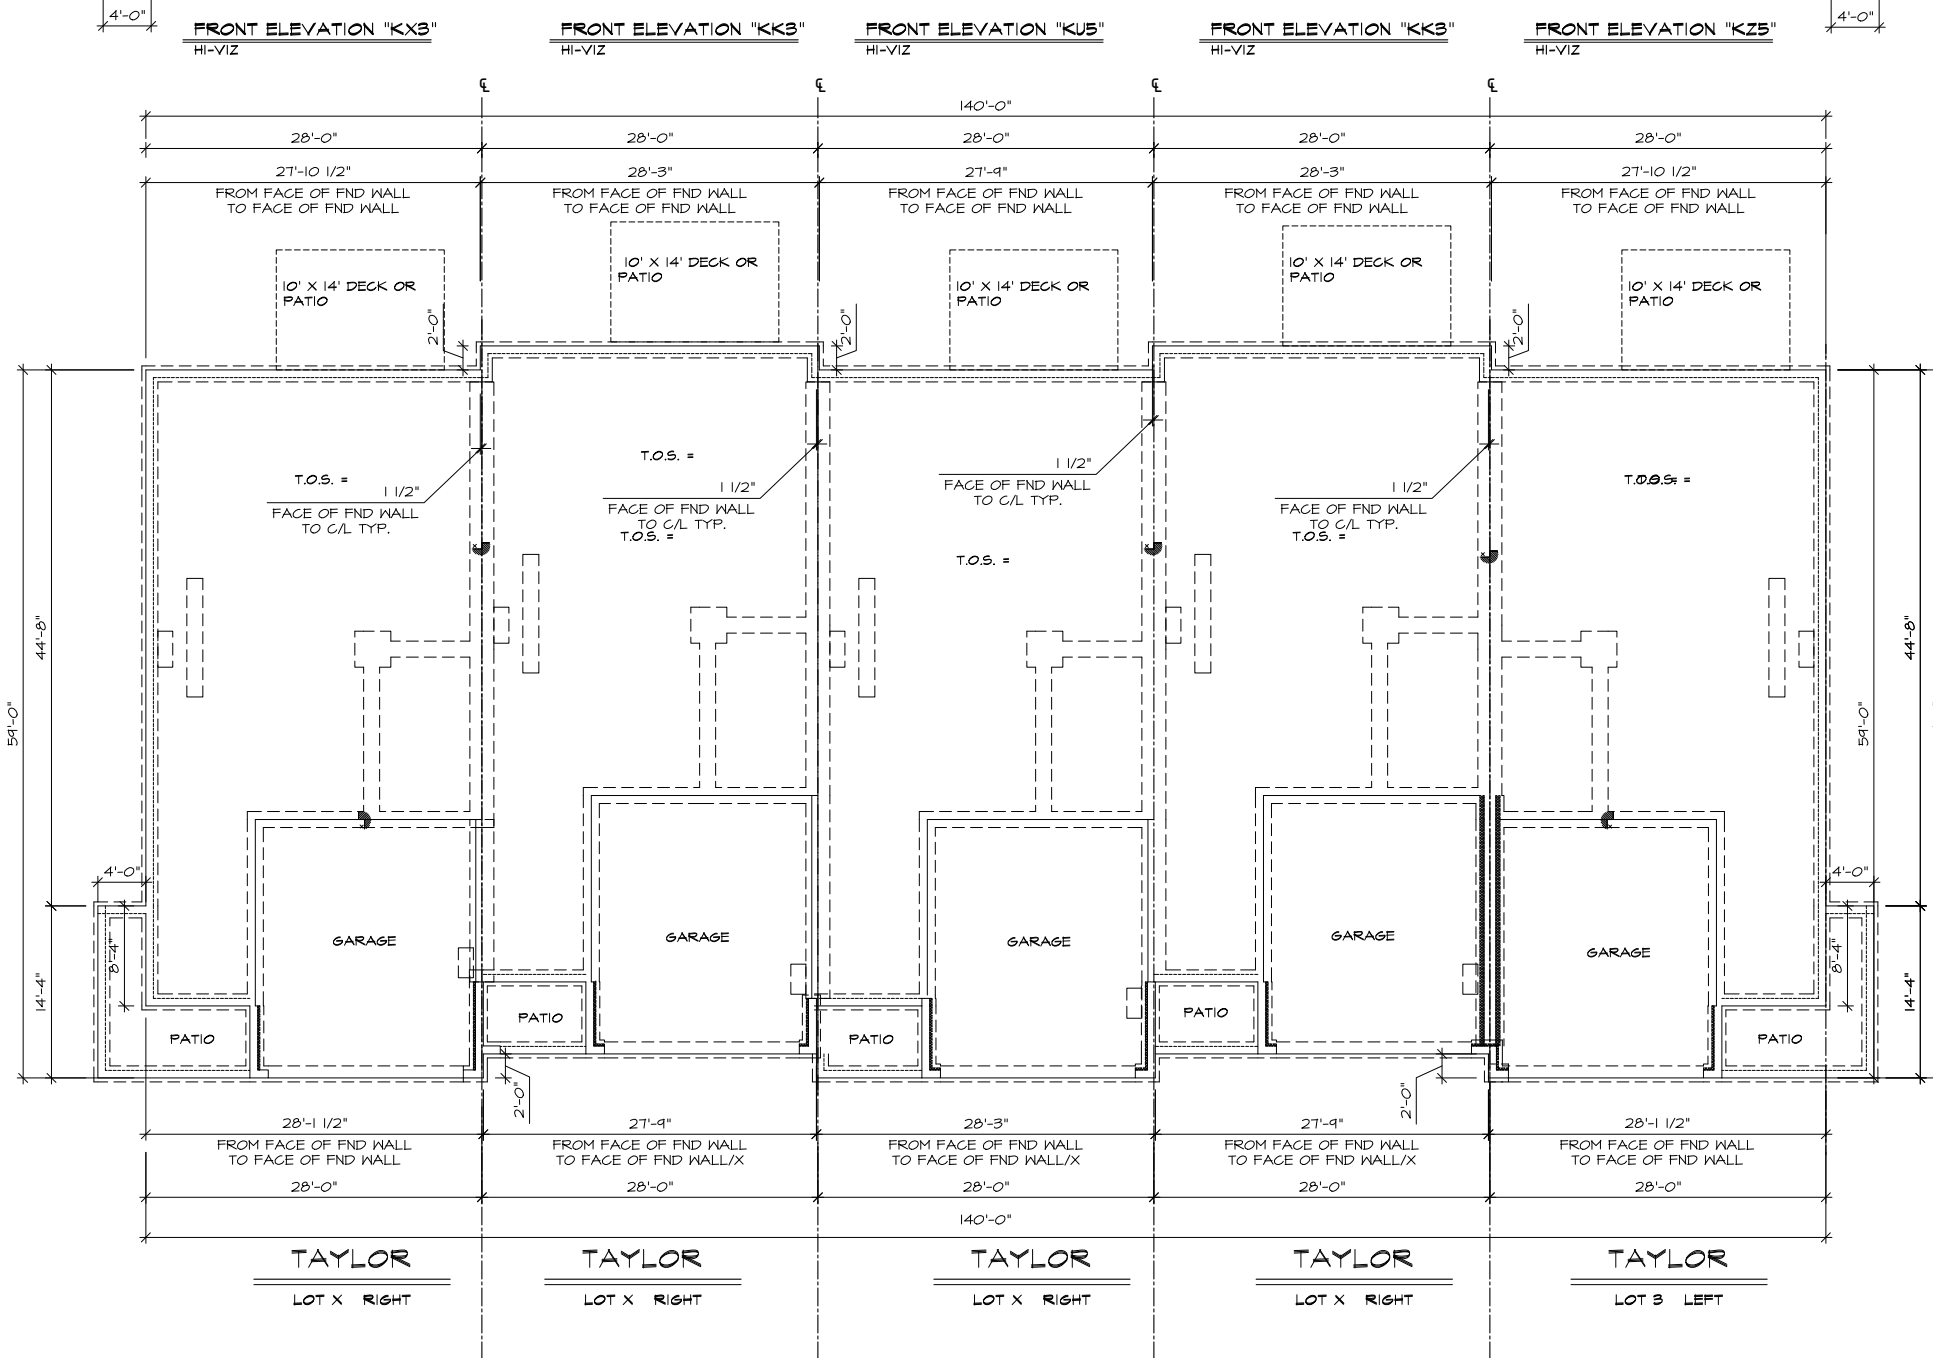 4'-0"
FRONT ELEVATION "KX3"
HI-VIZ
FRONT ELEVATION "KK3"
HI-VIZ
FRONT ELEVATION "KU5"
HI-VIZ
FRONT ELEVATION "KK3"
HI-VIZ
FRONT ELEVATION "KZ5"
HI-VIZ
4'-0"
℄
℄
℄
℄
140'-0"
28'-0"
28'-0"
28'-0"
28'-0"
28'-0"
27'-10 1/2"
FROM FACE OF FND WALL
TO FACE OF FND WALL
28'-3"
FROM FACE OF FND WALL
TO FACE OF FND WALL
27'-9"
FROM FACE OF FND WALL
TO FACE OF FND WALL
28'-3"
FROM FACE OF FND WALL
TO FACE OF FND WALL
27'-10 1/2"
FROM FACE OF FND WALL
TO FACE OF FND WALL
10' X 14' DECK OR
PATIO
10' X 14' DECK OR
PATIO
10' X 14' DECK OR
PATIO
10' X 14' DECK OR
PATIO
10' X 14' DECK OR
PATIO
2'-0"
2'-0"
2'-0"
T.O.S. =
1 1/2"
FACE OF FND WALL
TO C/L TYP.
T.O.S. =
1 1/2"
FACE OF FND WALL
TO C/L TYP.
T.O.S. =
1 1/2"
FACE OF FND WALL
TO C/L TYP.
T.O.S. =
1 1/2"
FACE OF FND WALL
TO C/L TYP.
T.O.S. =
44'-8"
59'-0"
44'-8"
59'-0"
4'-0"
4'-0"
8'-4"
14'-4"
8'-4"
14'-4"
GARAGE
GARAGE
GARAGE
GARAGE
GARAGE
PATIO
PATIO
PATIO
PATIO
PATIO
2'-0"
2'-0"
28'-1 1/2"
FROM FACE OF FND WALL
TO FACE OF FND WALL
27'-9"
FROM FACE OF FND WALL
TO FACE OF FND WALL/X
28'-3"
FROM FACE OF FND WALL
TO FACE OF FND WALL/X
27'-9"
FROM FACE OF FND WALL
TO FACE OF FND WALL/X
28'-1 1/2"
FROM FACE OF FND WALL
TO FACE OF FND WALL
28'-0"
28'-0"
28'-0"
28'-0"
28'-0"
140'-0"
TAYLOR
LOT X RIGHT
TAYLOR
LOT X RIGHT
TAYLOR
LOT X RIGHT
TAYLOR
LOT X RIGHT
TAYLOR
LOT 3 LEFT